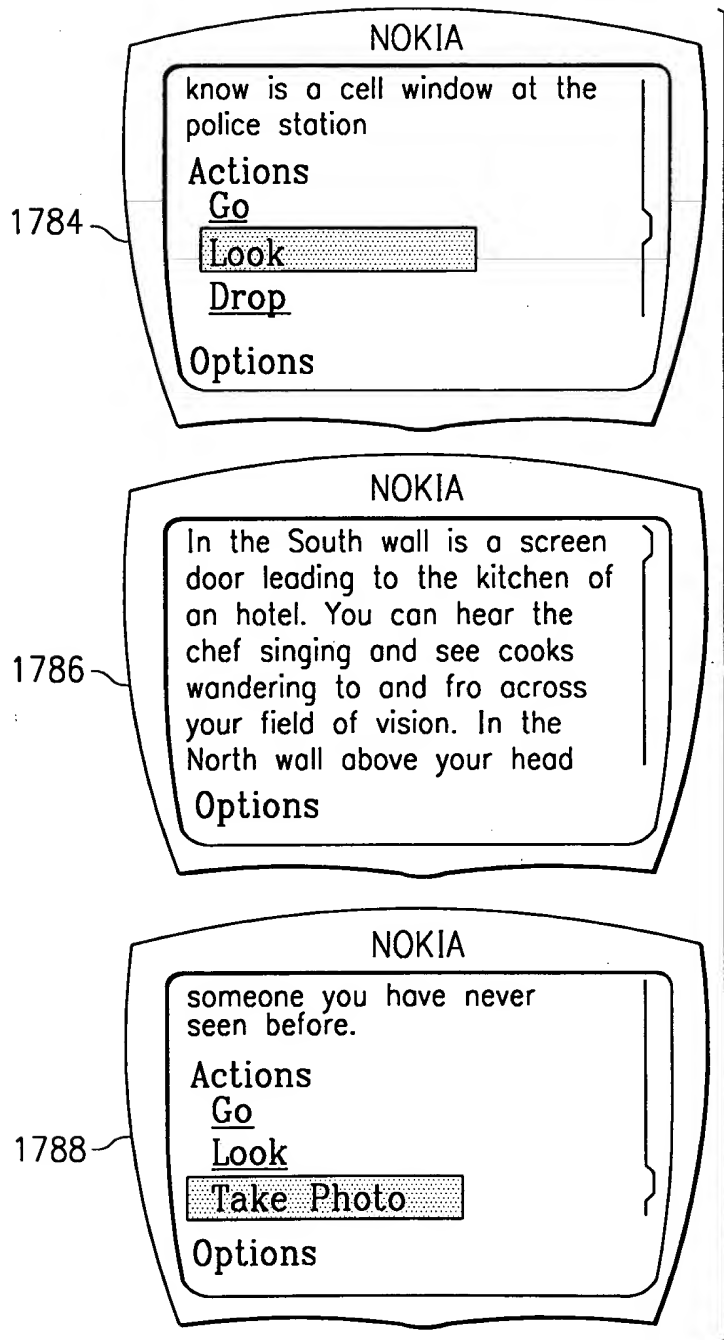 NOKIA
know is a cell window at the
police station
Actions
Go
1784
Look
Drop
Options
NOKIA
In the South wall is a screen
door leading to the kitchen of
an hotel. You can hear the
chef singing and see cooks
1786
wandering to and fro across
your field of vision. In the
North wall above your head
Options
NOKIA
someone you have never
seen before.
Actions
Go
1788
Look
Take Photo
Options